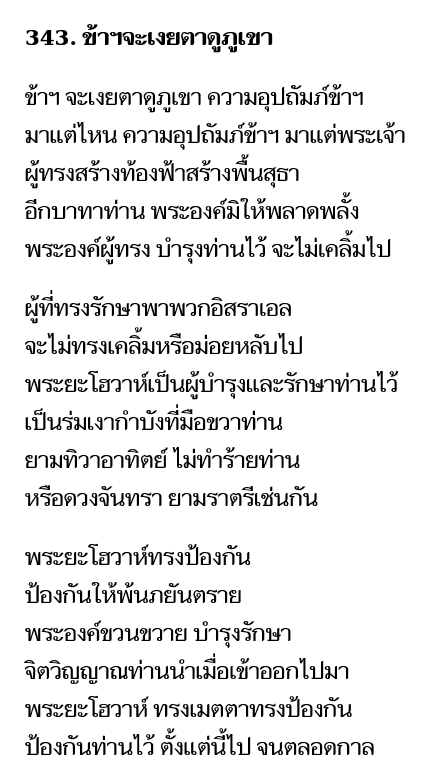 343. ข้าฯจะเงยตาดูภูเขา
ข้าฯ จะเงยตาดูภูเขา ความอุปถัมภ์ข้าฯ
มาแต่ไหน ความอุปถัมภ์ข้าฯ มาแต่พระเจ้า
ผู้ทรงสร้างท้องฟ้าสร้างพื้นสุธา
อีกบาทาท่าน พระองค์มิให้พลาดพลั้ง
พระองค์ผู้ทรง บำรุงท่านไว้ จะไม่เคลิ้มไป
ผู้ที่ทรงรักษาพาพวกอิสราเอล
จะไม่ทรงเคลิ้มหรือม่อยหลับไป
พระยะโฮวาห์เป็นผู้บำรุงและรักษาท่านไว้
เป็นร่มเงากำบังที่มือขวาท่าน
ยามทิวาอาทิตย์ ไม่ทำร้ายท่าน
หรือดวงจันทรา ยามราตรีเช่นกัน
พระยะโฮวาห์ทรงป้องกัน
ป้องกันให้พ้นภยันตราย
พระองค์ขวนขวาย บำรุงรักษา
จิตวิญญาณท่านนำเมื่อเข้าออกไปมา
พระยะโฮวาห์ ทรงเมตตาทรงป้องกัน
ป้องกันท่านไว้ ตั้งแต่นี้ไป จนตลอดกาล